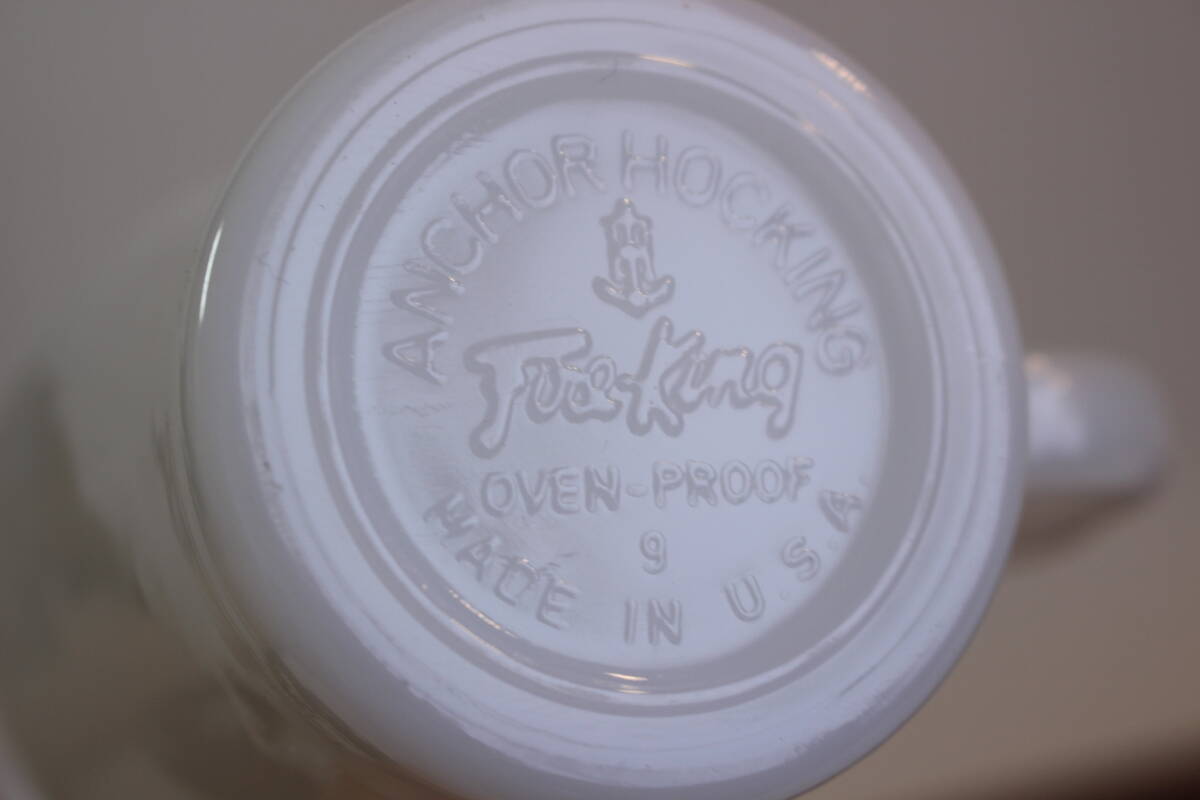 ANCHOR HOCKING
Fire-King
OVEN-PROOF
9
MADE IN U.S.A.